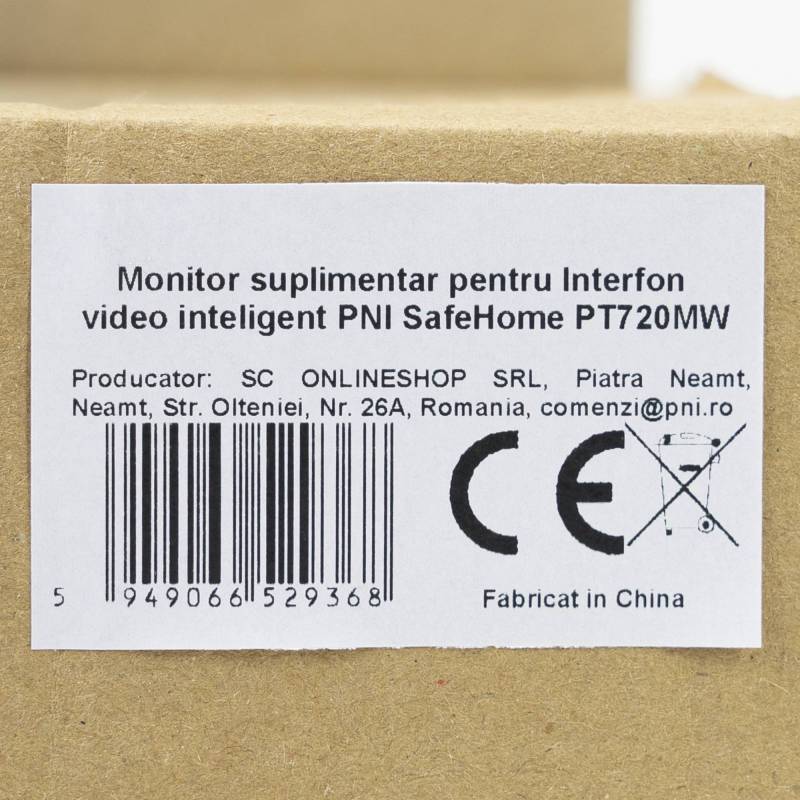 Monitor suplimentar pentru Interfon
video inteligent PNI SafeHome PT720MW
Producator: SC ONLINESHOP SRL, Piatra Neamt,
Neamt, Str. Olteniei, Nr. 26A, Romania, comenzi@pni.ro
CE
5 949066 529368
Fabricat in China